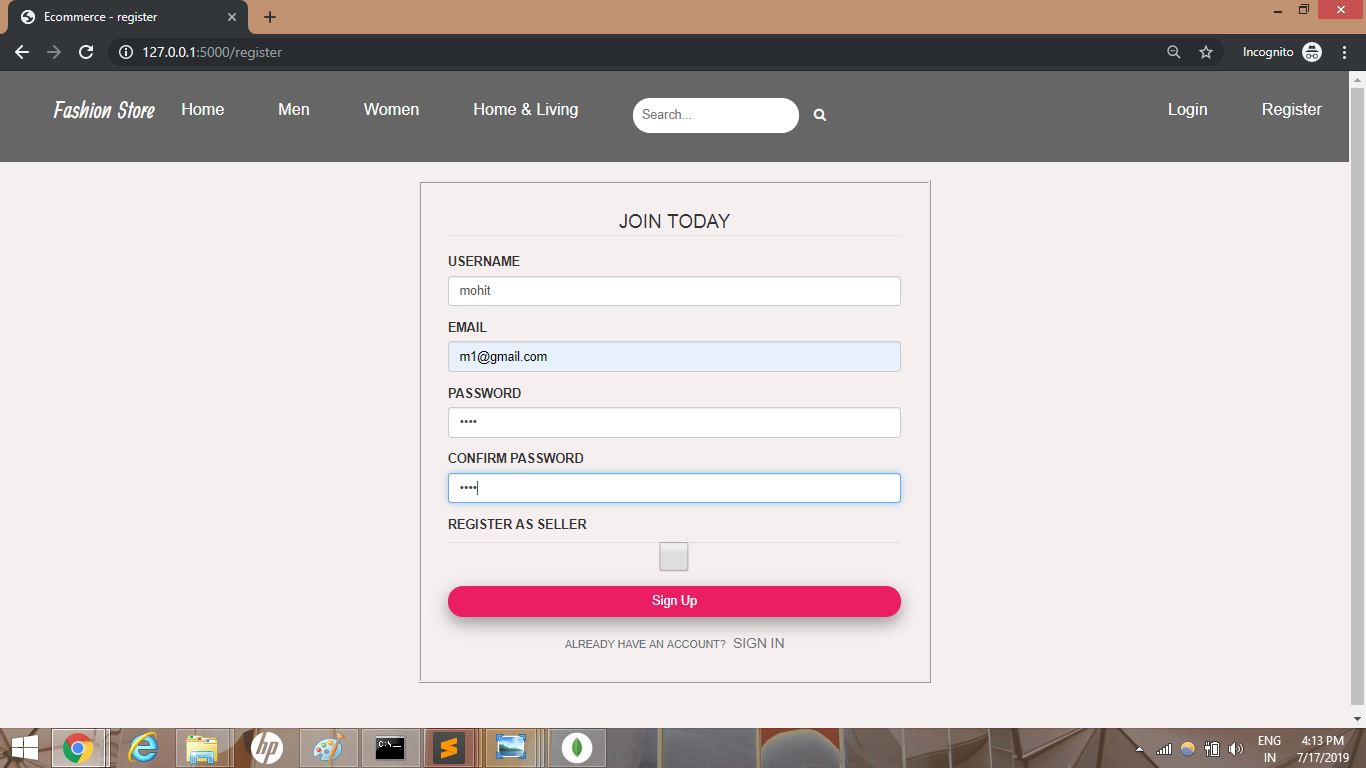 Ecommerce - register
127.0.0.1:5000/register
Incognito
Fashion Store Home Men Women Home & Living Search... Login Register
JOIN TODAY
USERNAME
mohit
EMAIL
m1@gmail.com
PASSWORD
••••
CONFIRM PASSWORD
••••
REGISTER AS SELLER
Sign Up
ALREADY HAVE AN ACCOUNT? SIGN IN
hp
C:\_
ENG 4:13 PM
IN 7/17/2019